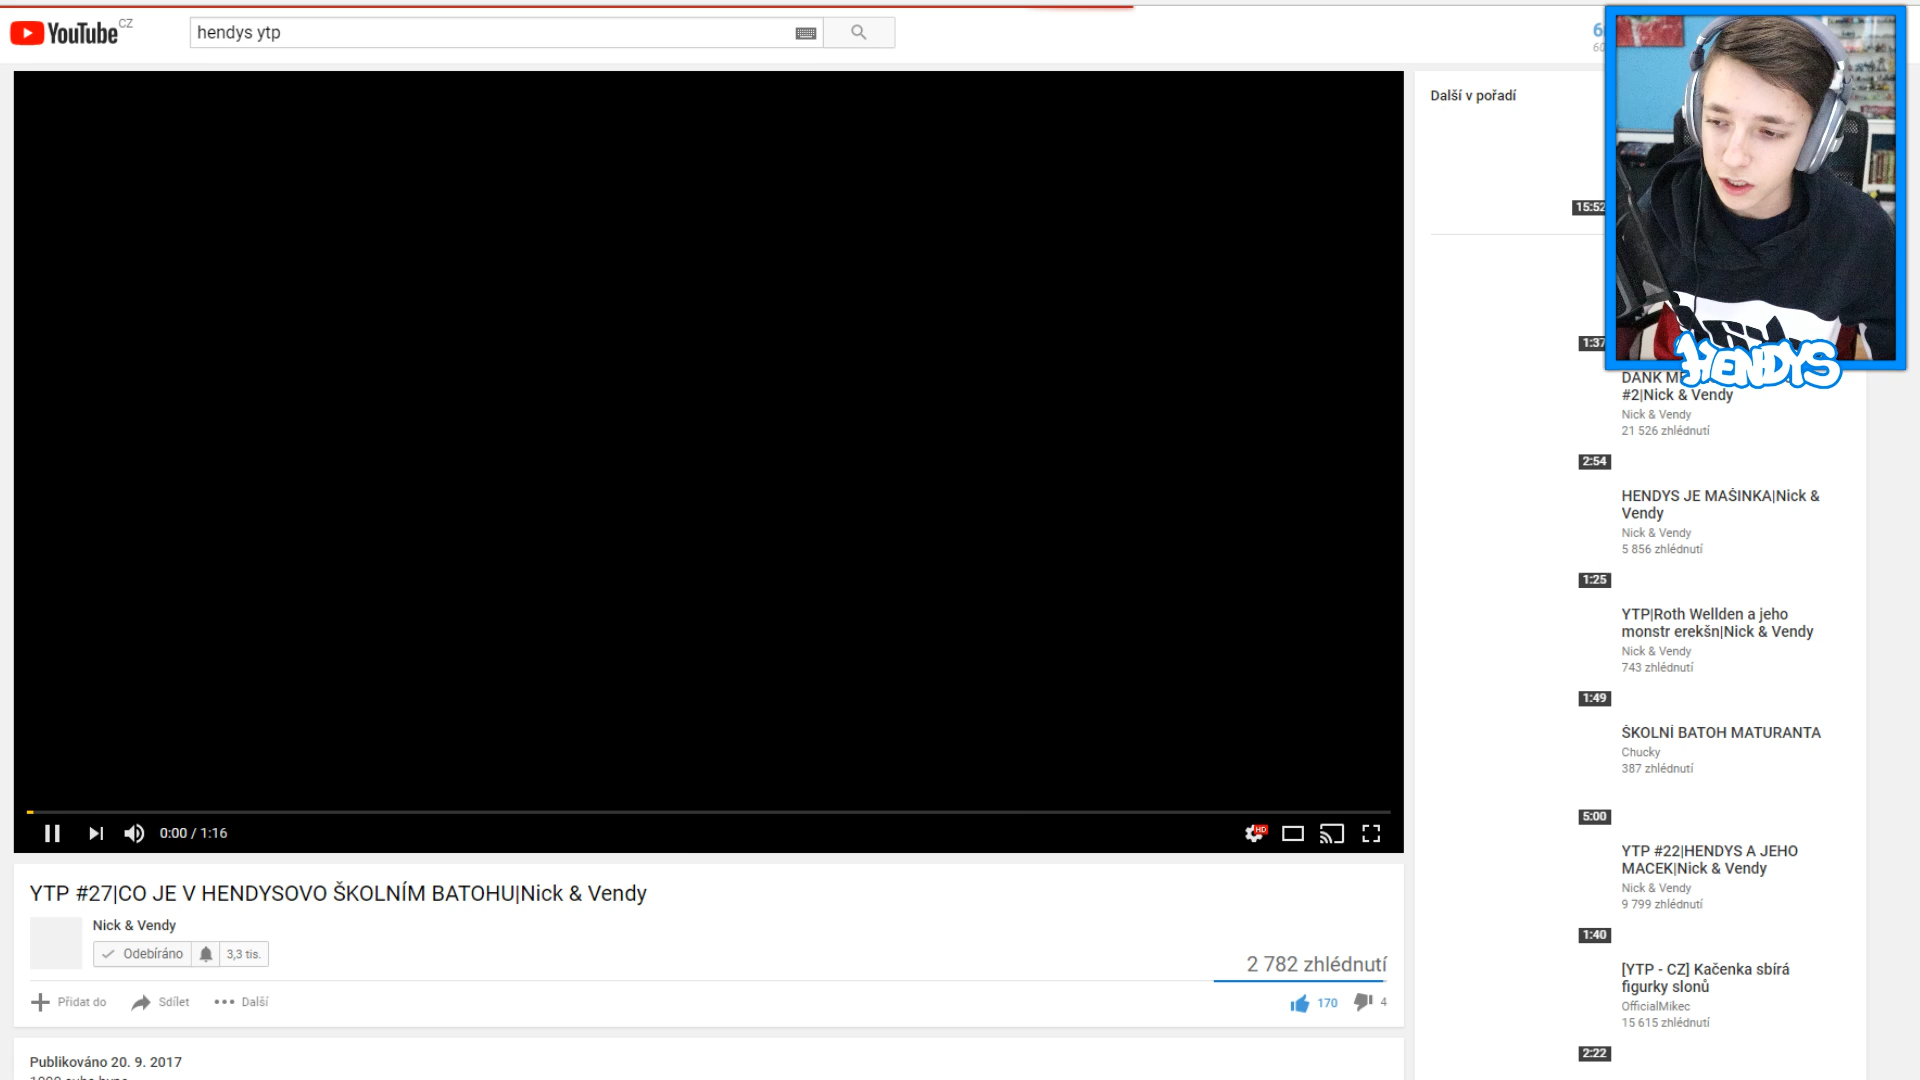 YouTube CZ
hendys ytp
Další v pořadí
15:52
1:37
HENDYS
DANK
#2|Nick & Vendy
Nick & Vendy
21 526 zhlédnutí
2:54
HENDYS JE MAŠINKA|Nick &
Vendy
Nick & Vendy
5 856 zhlédnutí
1:25
YTP|Roth Wellden a jeho
monstr erekšn|Nick & Vendy
Nick & Vendy
743 zhlédnutí
1:49
ŠKOLNÍ BATOH MATURANTA
Chucky
387 zhlédnutí
5:00
YTP #22|HENDYS A JEHO
MACEK|Nick & Vendy
Nick & Vendy
9 799 zhlédnutí
1:40
[YTP - CZ] Kačenka sbírá
figurky slonů
OfficialMikec
15 615 zhlédnutí
2:22
0:00 / 1:16
HD
YTP #27|CO JE V HENDYSOVO ŠKOLNÍM BATOHU|Nick & Vendy
Nick & Vendy
Odebíráno 3,3 tis.
2 782 zhlédnutí
Přidat do Sdílet Další
170 4
Publikováno 20. 9. 2017